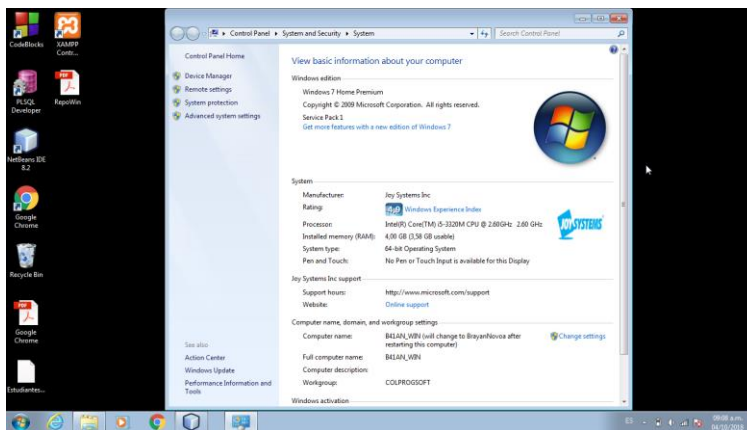 CodeBlocks
XAMPP
Contr...
PLSQL
Developer
RepoWin
NetBeans IDE
8.2
Google
Chrome
Recycle Bin
Google
Chrome
Estudiantes...
Control Panel ▸ System and Security ▸ System
Search Control Panel
Control Panel Home
Device Manager
Remote settings
System protection
Advanced system settings
See also
Action Center
Windows Update
Performance Information and
Tools
View basic information about your computer
Windows edition
Windows 7 Home Premium
Copyright © 2009 Microsoft Corporation. All rights reserved.
Service Pack 1
Get more features with a new edition of Windows 7
System
Manufacturer: Joy Systems Inc
Rating: Windows Experience Index
Processor: Intel(R) Core(TM) i5-3320M CPU @ 2.60GHz 2.60 GHz
Installed memory (RAM): 4,00 GB (3,58 GB usable)
System type: 64-bit Operating System
Pen and Touch: No Pen or Touch Input is available for this Display
JOYSYSTEMS
Joy Systems Inc support
Support hours: http://www.microsoft.com/support
Website: Online support
Computer name, domain, and workgroup settings
Computer name: B41AN_WIN (will change to BrayanNovoa after
restarting this computer)
Change settings
Full computer name: B41AN_WIN
Computer description:
Workgroup: COLPROGSOFT
Windows activation
ES
09:08 a.m.
04/10/2018